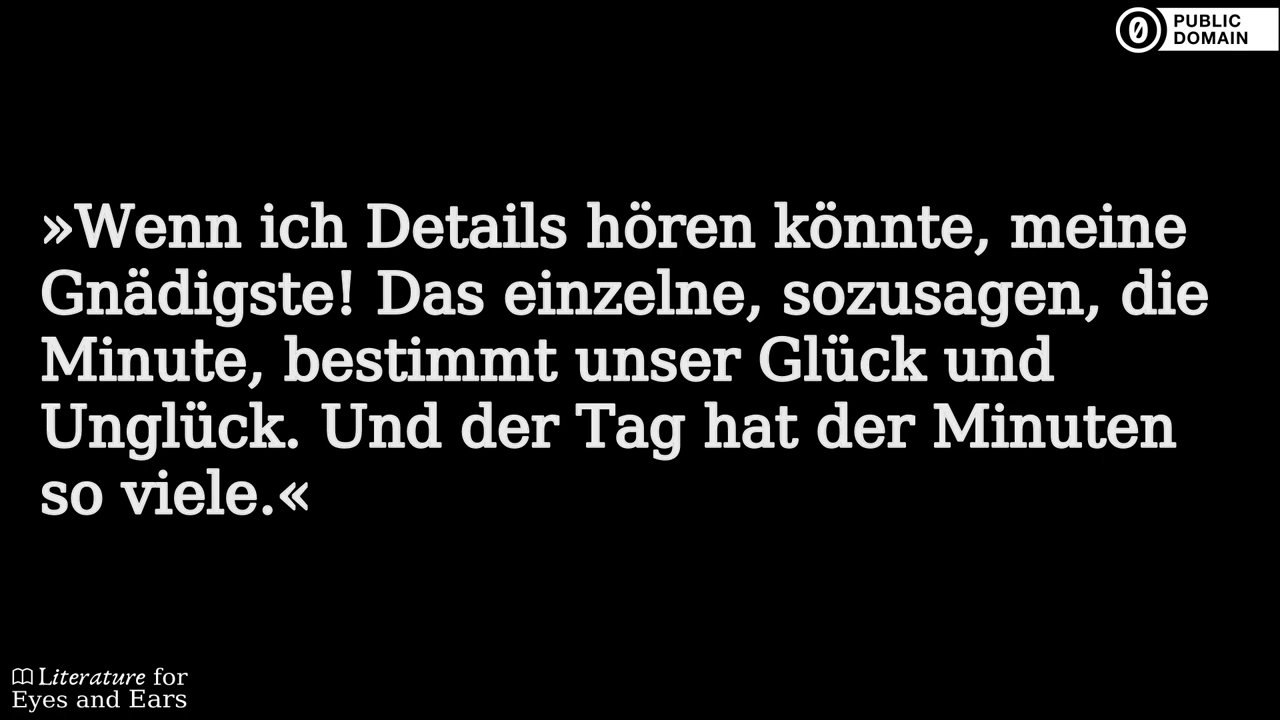 PUBLIC
DOMAIN
»Wenn ich Details hören könnte, meine
Gnädigste! Das einzelne, sozusagen, die
Minute, bestimmt unser Glück und
Unglück. Und der Tag hat der Minuten
so viele.«
Literature for
Eyes and Ears